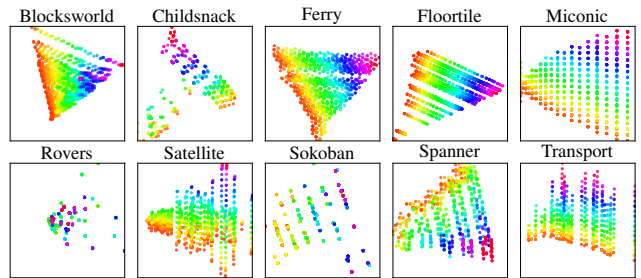 Blocksworld Childsnack Ferry Floortile Miconic
Rovers Satellite Sokoban Spanner Transport